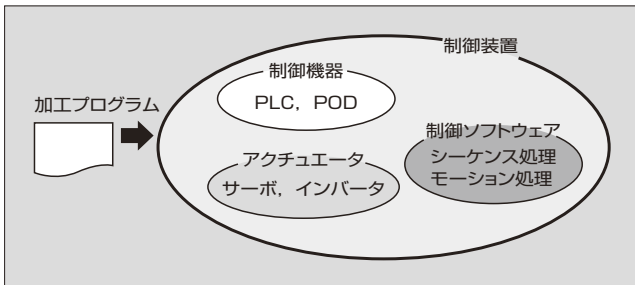 制御装置
制御機器
PLC，POD
加工プログラム
制御ソフトウェア
シーケンス処理
モーション処理
アクチュエータ
サーボ，インバータ